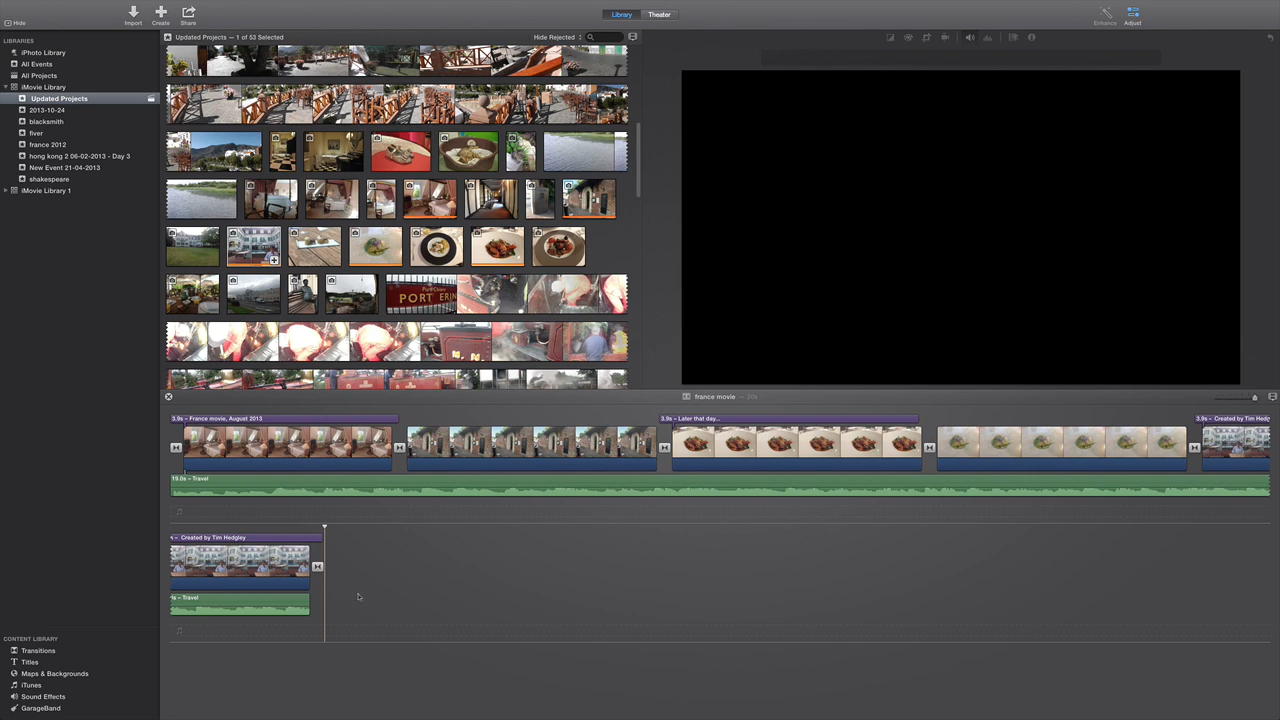 Hide
Import
Create
Share
Library
Theater
Enhance
Adjust
LIBRARIES
iPhoto Library
All Events
All Projects
iMovie Library
Updated Projects
2013-10-24
blacksmith
fiver
france 2012
hong kong 2 06-02-2013 - Day 3
New Event 21-04-2013
shakespeare
iMovie Library 1
Updated Projects — 1 of 53 Selected
Hide Rejected
PORT ERIN
france movie — 20s
3.9s – France movie, August 2013
3.9s – Later that day...
3.9s – Created by Tim Hedg
19.0s – Travel
s – Created by Tim Hedgley
s – Travel
CONTENT LIBRARY
Transitions
Titles
Maps & Backgrounds
iTunes
Sound Effects
GarageBand